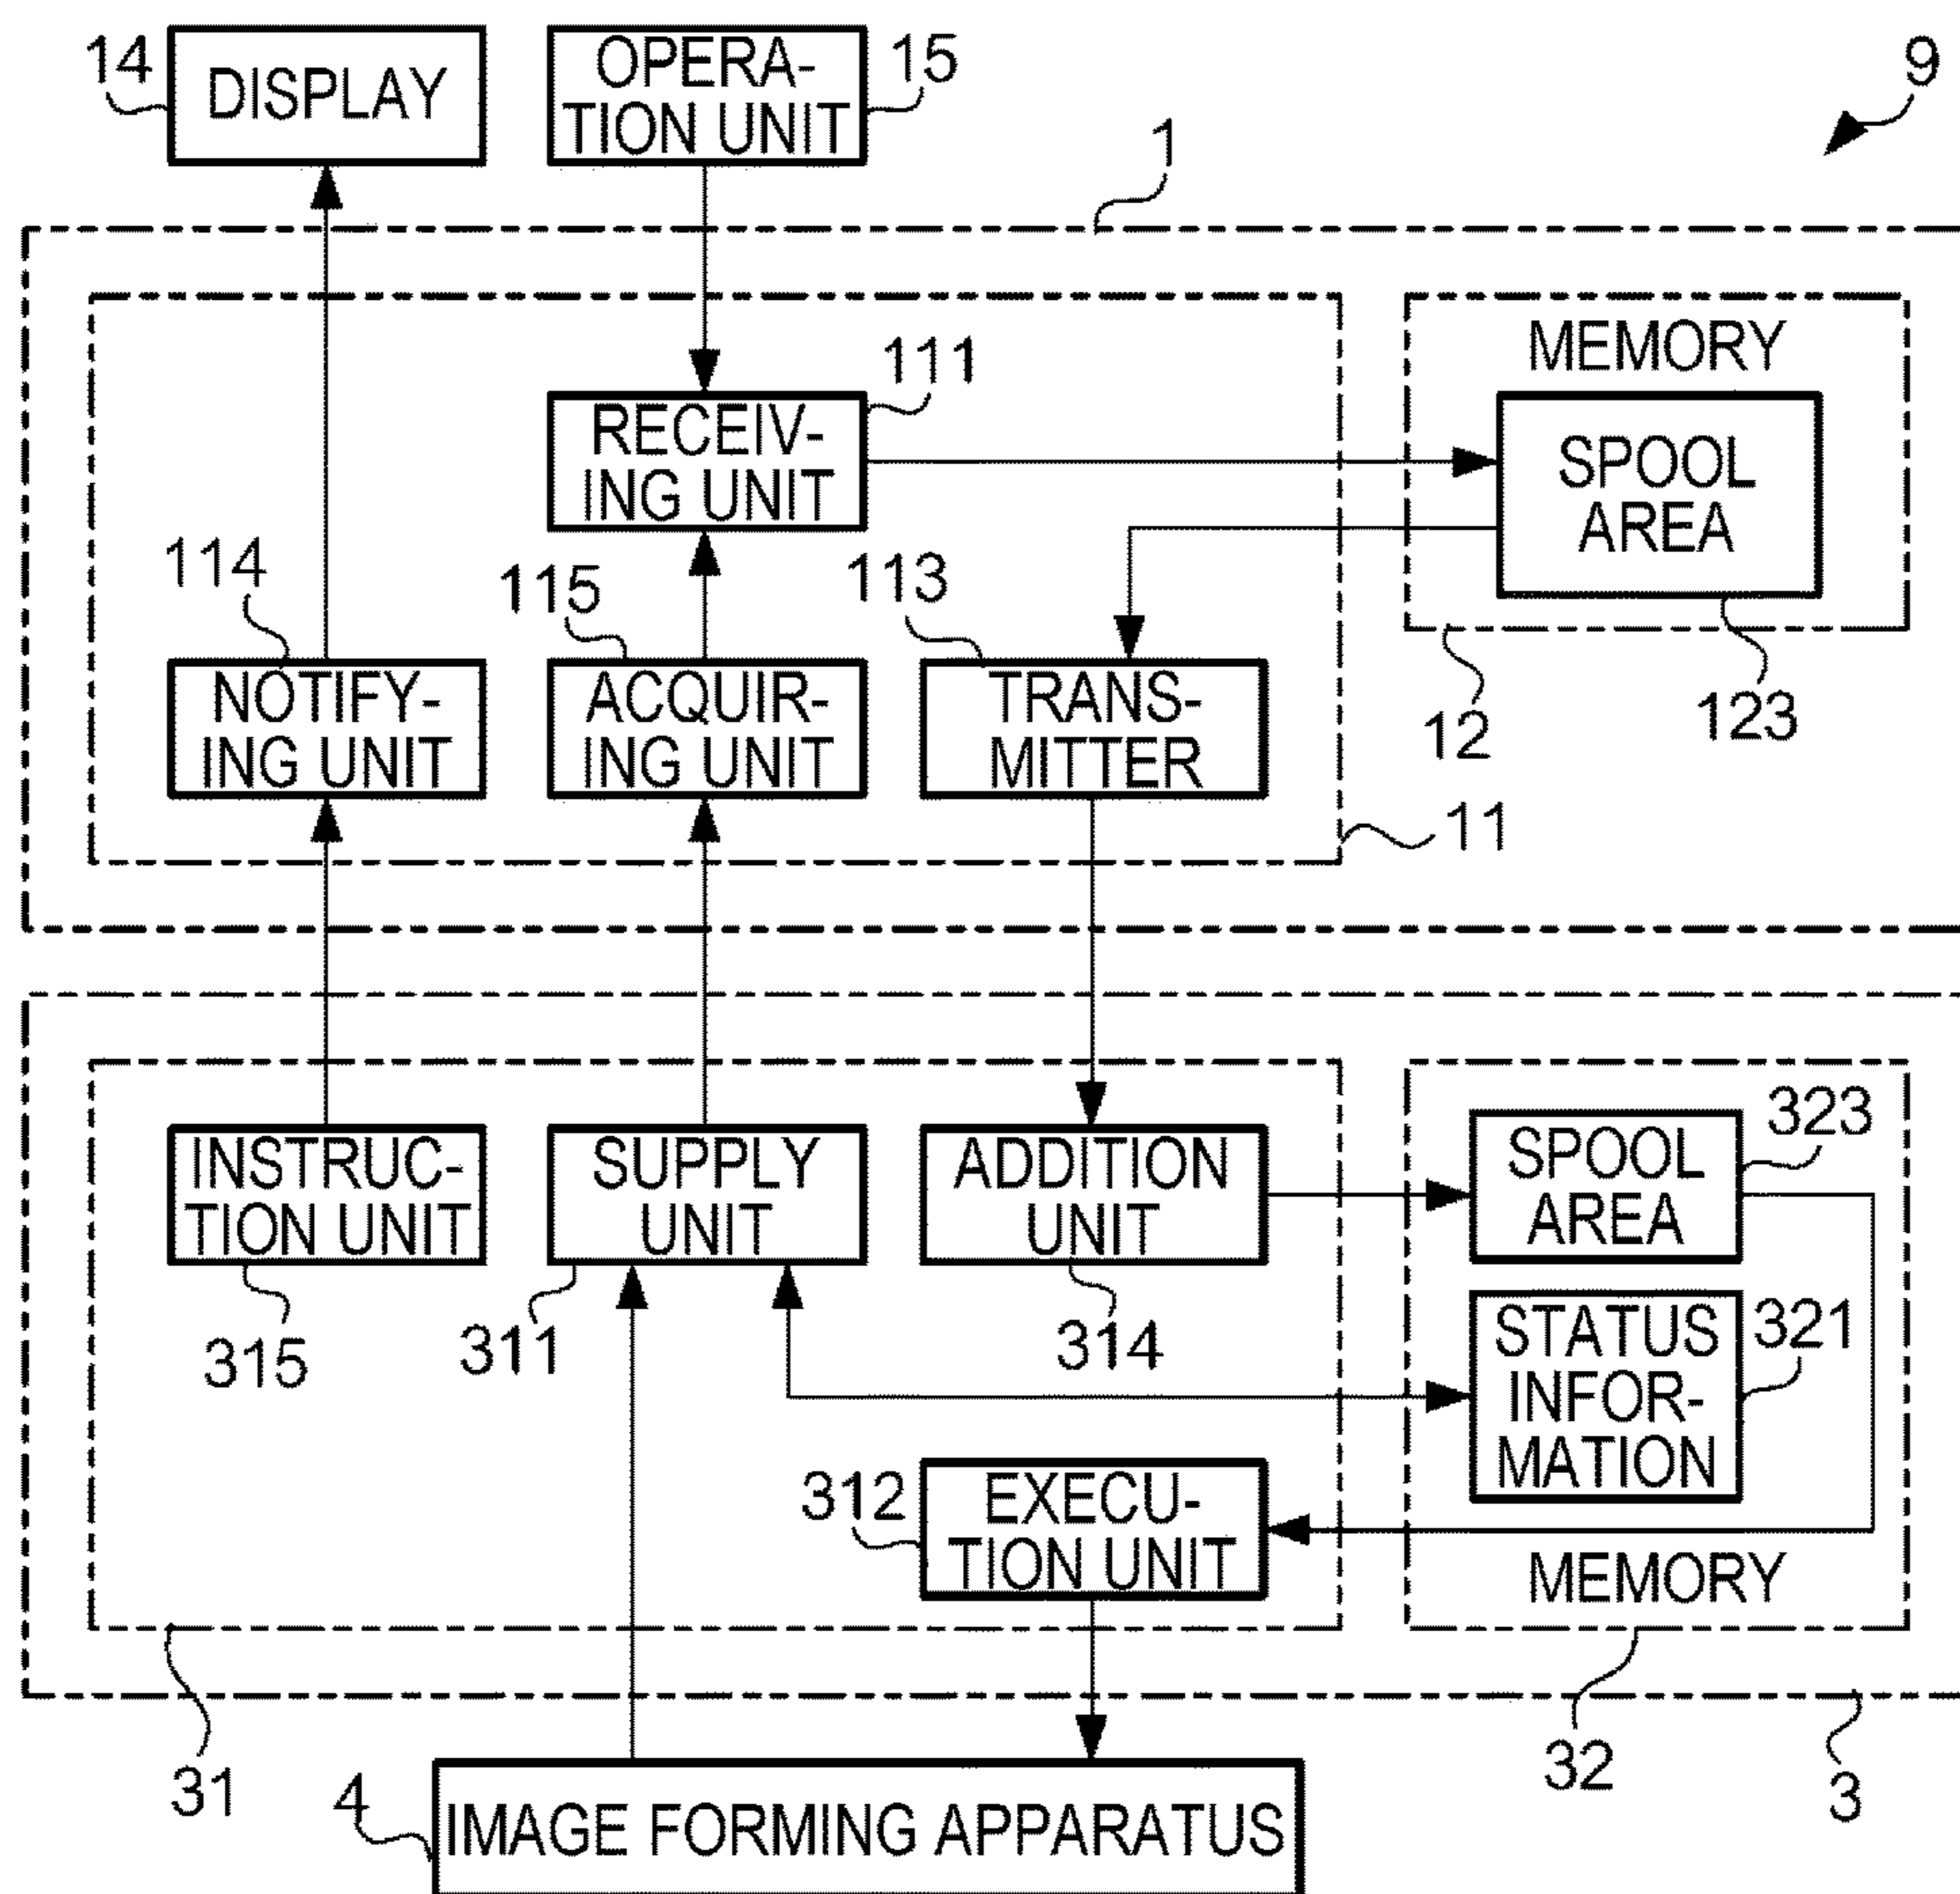 14
DISPLAY
OPERA-
TION UNIT
15
9
1
111
RECEIV-
ING UNIT
MEMORY
SPOOL
AREA
114
115
113
NOTIFY-
ING UNIT
ACQUIR-
ING UNIT
TRANS-
MITTER
12
123
11
INSTRUC-
TION UNIT
SUPPLY
UNIT
ADDITION
UNIT
SPOOL
AREA
323
315
311
314
STATUS
INFOR-
MATION
321
312
EXECU-
TION UNIT
MEMORY
31
32
3
4
IMAGE FORMING APPARATUS